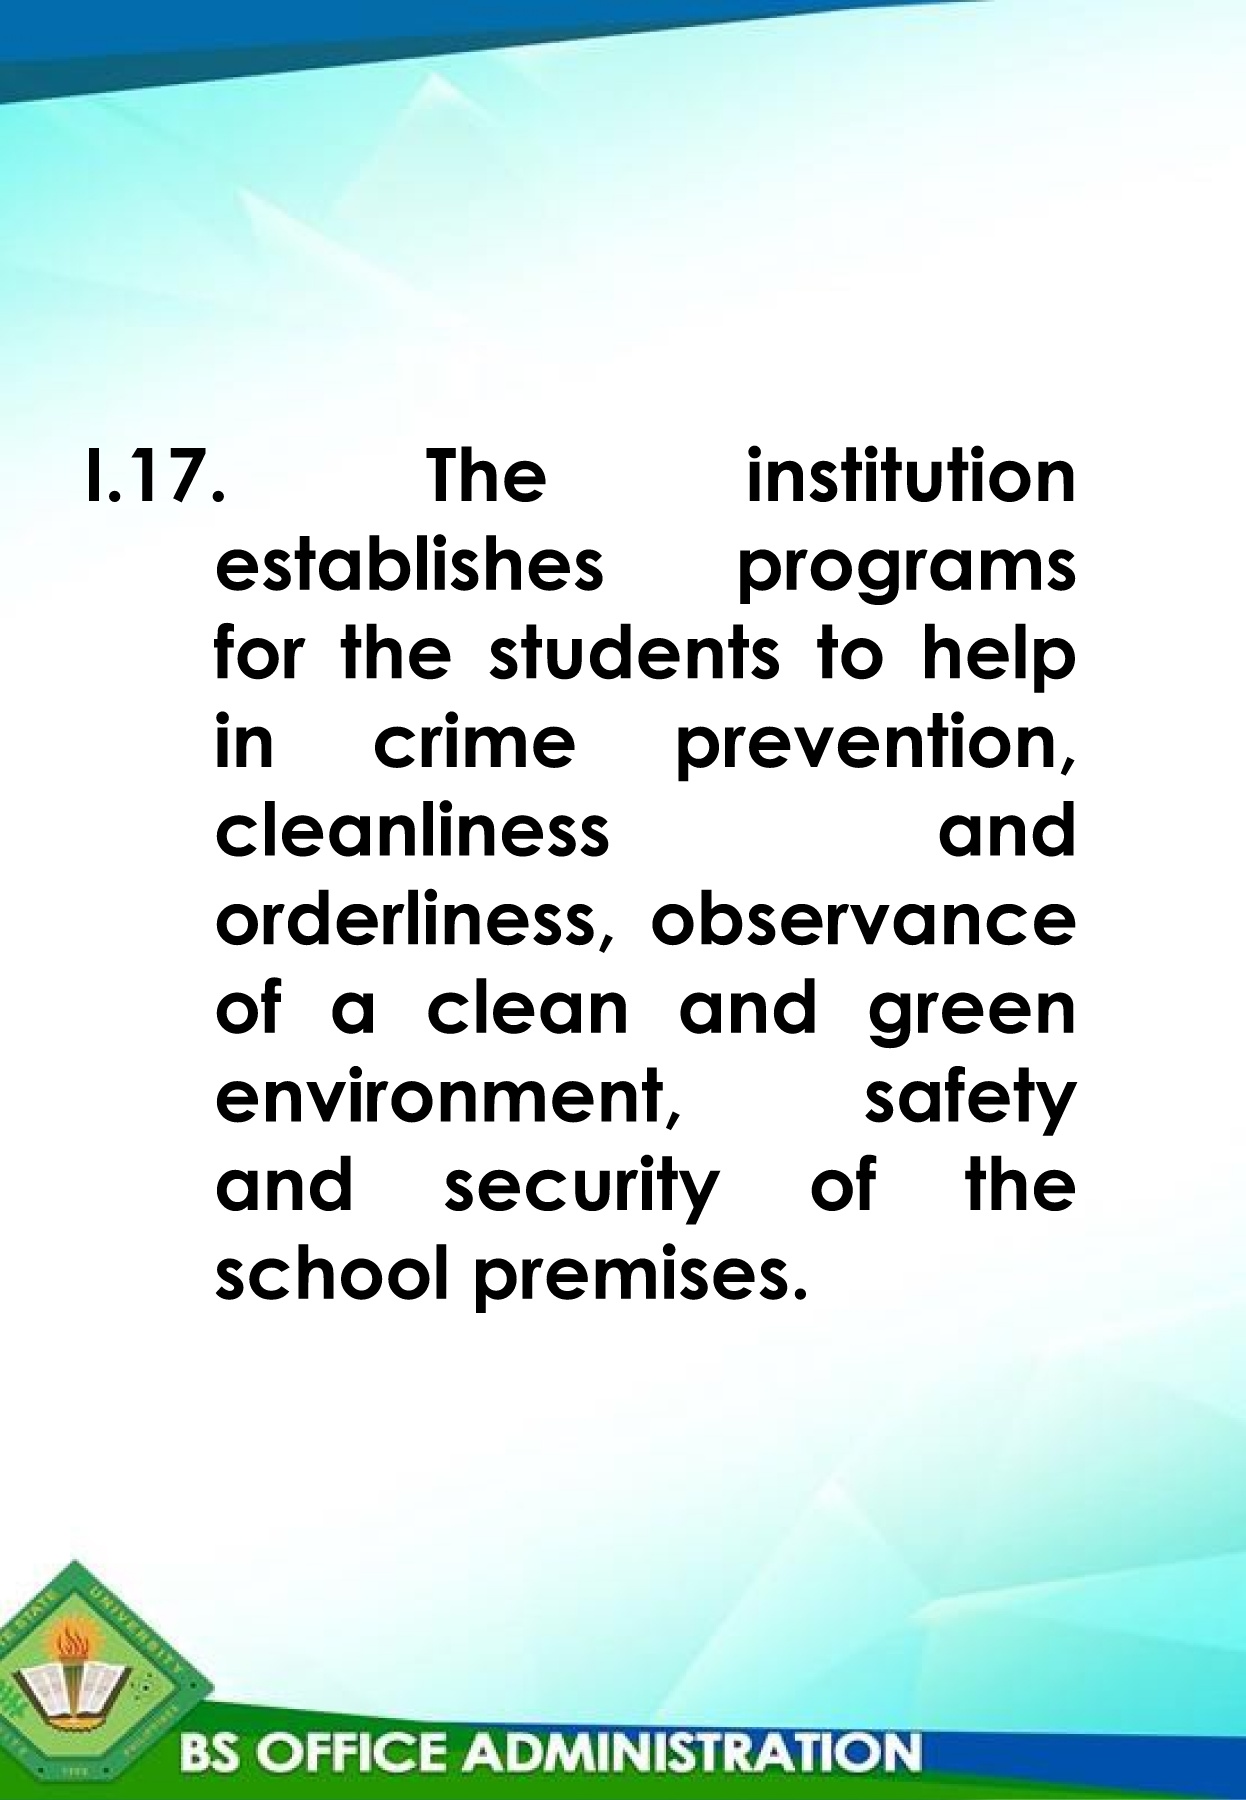 I.17. The institution
establishes programs
for the students to help
in crime prevention,
cleanliness and
orderliness, observance
of a clean and green
environment, safety
and security of the
school premises.
STATE UNIVERSITY
PHILIPPINES
BS OFFICE ADMINISTRATION